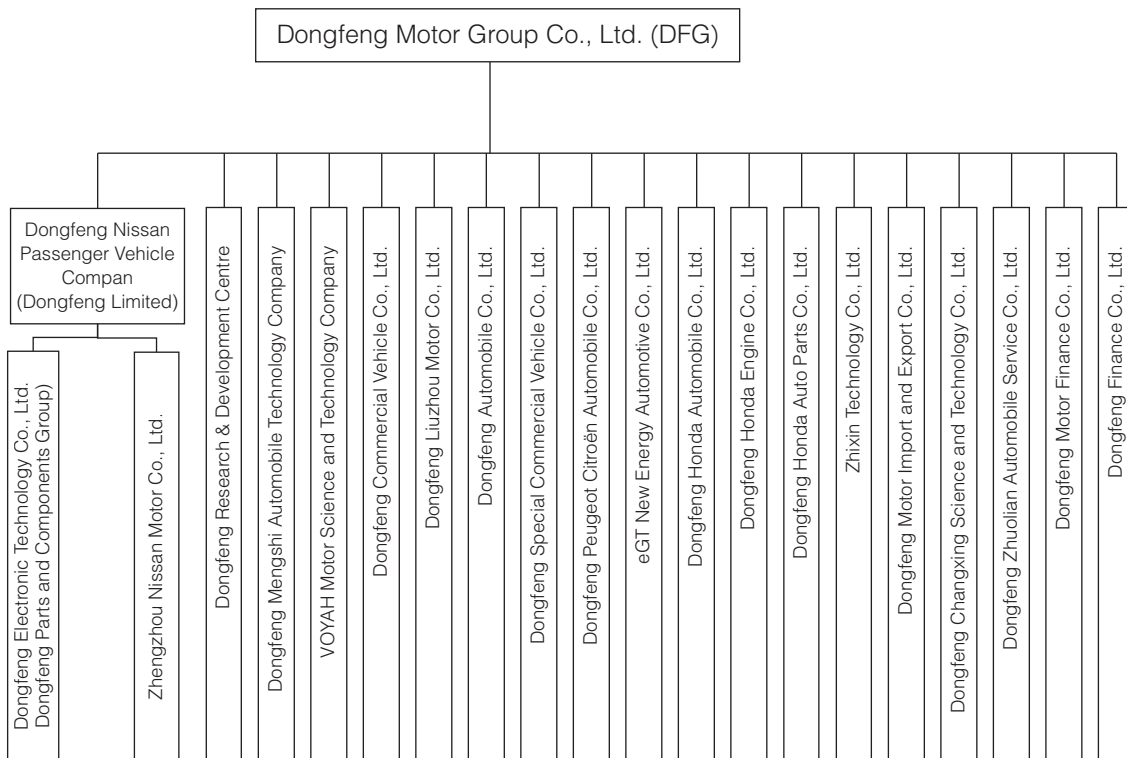 Dongfeng Motor Group Co., Ltd. (DFG)
Dongfeng Nissan
Passenger Vehicle
Compan
(Dongfeng Limited)
Dongfeng Electronic Technology Co., Ltd.
Dongfeng Parts and Components Group)
Zhengzhou Nissan Motor Co., Ltd.
Dongfeng Research & Development Centre
Dongfeng Mengshi Automobile Technology Company
VOYAH Motor Science and Technology Company
Dongfeng Commercial Vehicle Co., Ltd.
Dongfeng Liuzhou Motor Co., Ltd.
Dongfeng Automobile Co., Ltd.
Dongfeng Special Commercial Vehicle Co., Ltd.
Dongfeng Peugeot Citroën Automobile Co., Ltd.
eGT New Energy Automotive Co., Ltd.
Dongfeng Honda Automobile Co., Ltd.
Dongfeng Honda Engine Co., Ltd.
Dongfeng Honda Auto Parts Co., Ltd.
Zhixin Technology Co., Ltd.
Dongfeng Motor Import and Export Co., Ltd.
Dongfeng Changxing Science and Technology Co., Ltd.
Dongfeng Zhuolian Automobile Service Co., Ltd.
Dongfeng Motor Finance Co., Ltd.
Dongfeng Finance Co., Ltd.